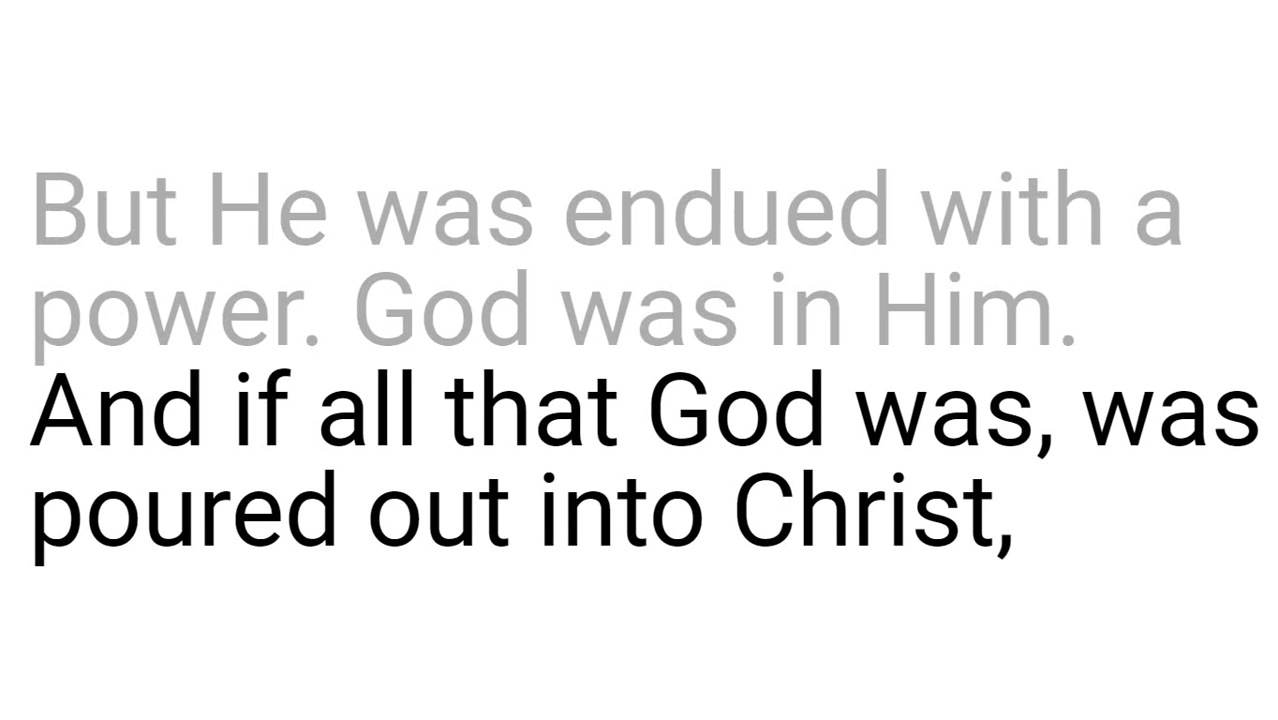 But He was endued with a
power. God was in Him.
And if all that God was, was
poured out into Christ,